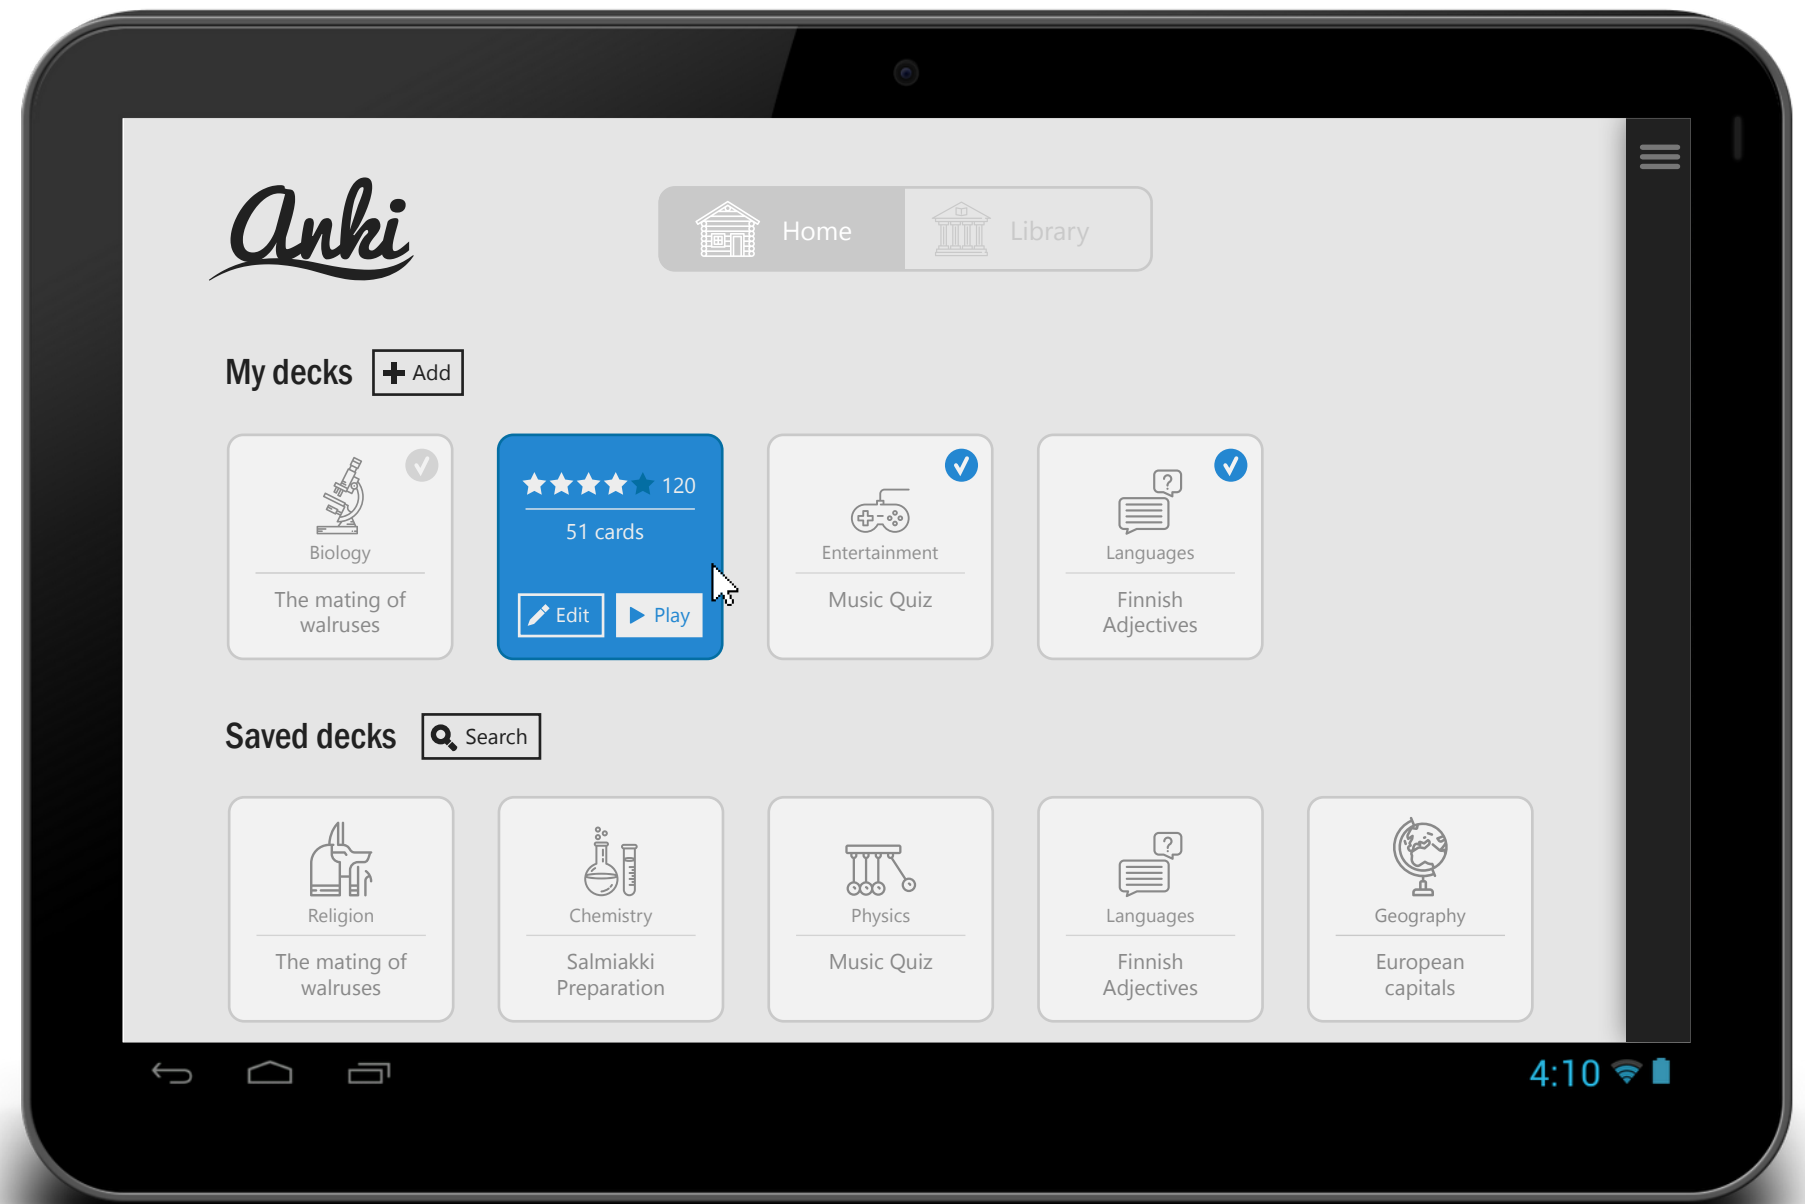 Anki
Home
Library
My decks
Add
Biology
The mating of
walruses
120
51 cards
Edit
Play
Entertainment
Music Quiz
Languages
Finnish
Adjectives
Saved decks
Search
Religion
The mating of
walruses
Chemistry
Salmiakki
Preparation
Physics
Music Quiz
Languages
Finnish
Adjectives
Geography
European
capitals
4:10